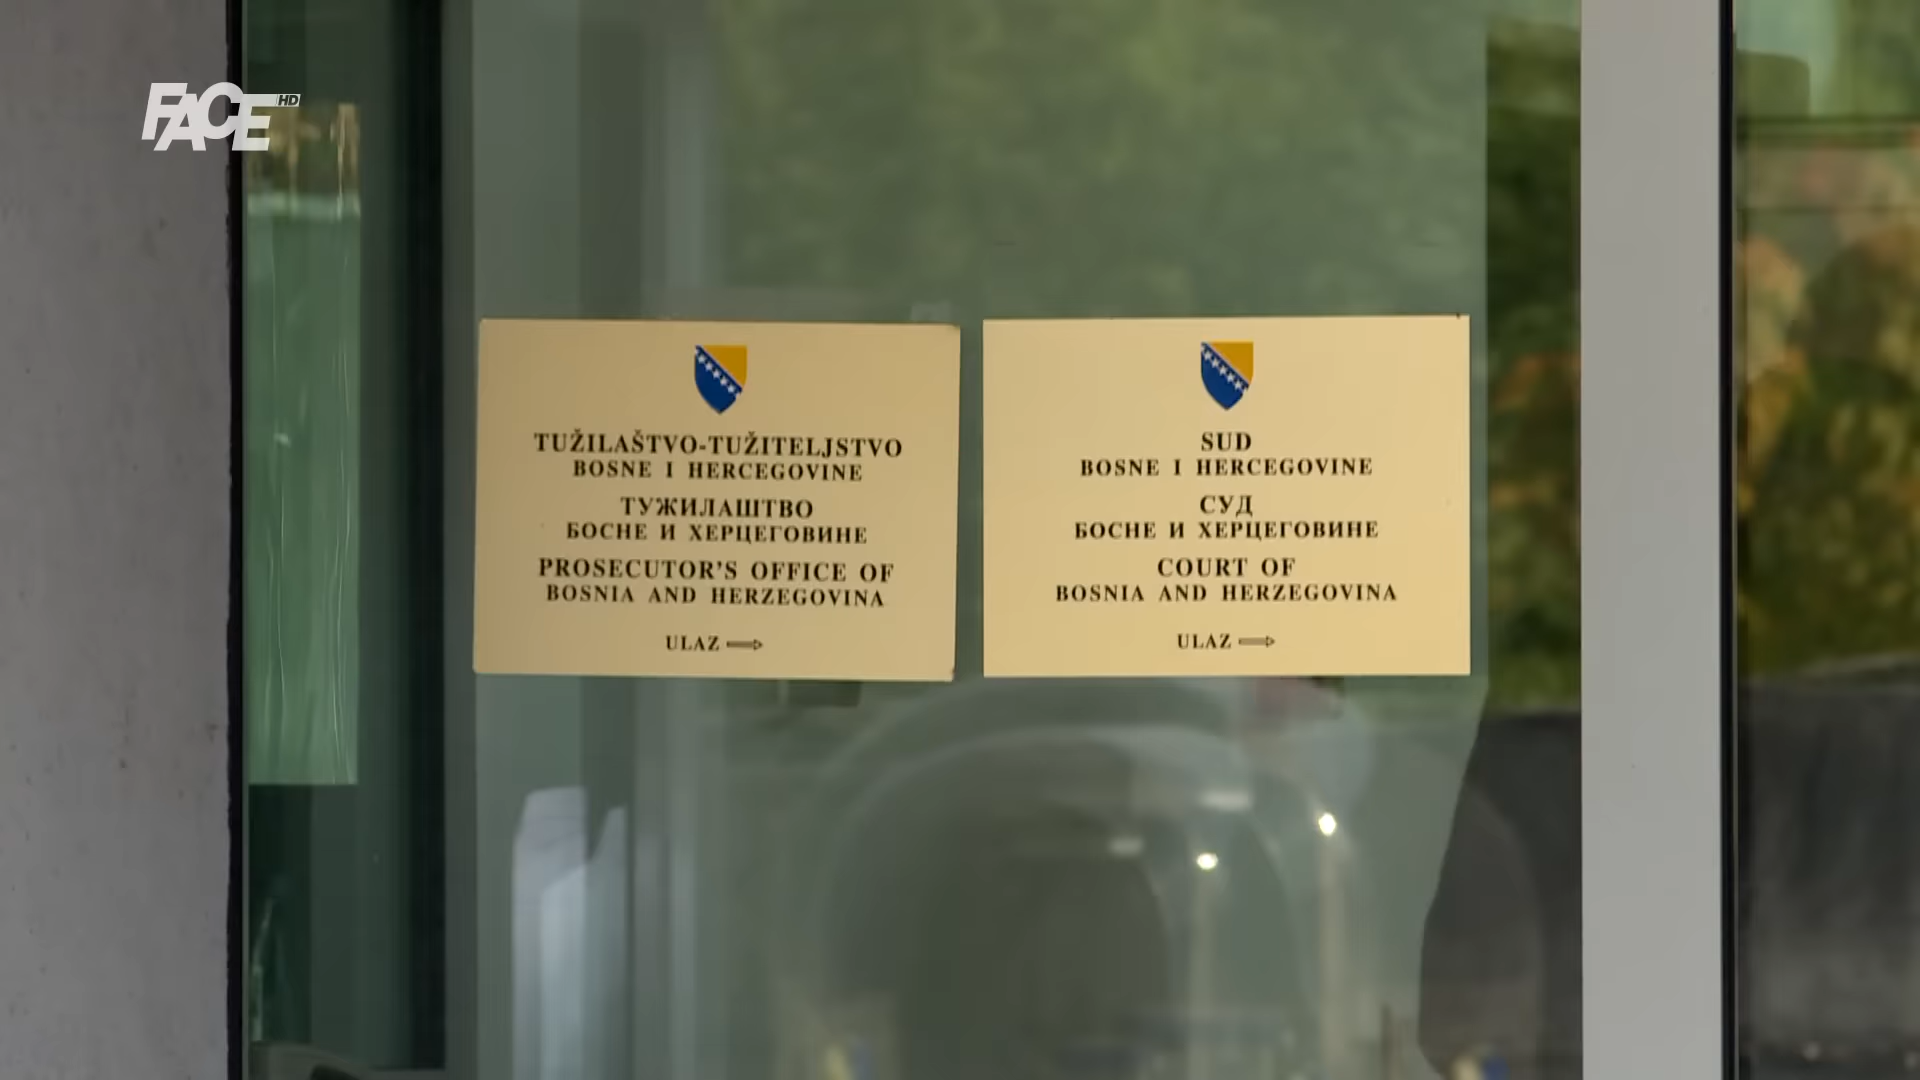 FACE HD
TUŽILAŠTVO-TUŽITELJSTVO
BOSNE I HERCEGOVINE
ТУЖИЛАШТВО
БОСНЕ И ХЕРЦЕГОВИНЕ
PROSECUTOR'S OFFICE OF
BOSNIA AND HERZEGOVINA
ULAZ
SUD
BOSNE I HERCEGOVINE
СУД
БОСНЕ И ХЕРЦЕГОВИНЕ
COURT OF
BOSNIA AND HERZEGOVINA
ULAZ